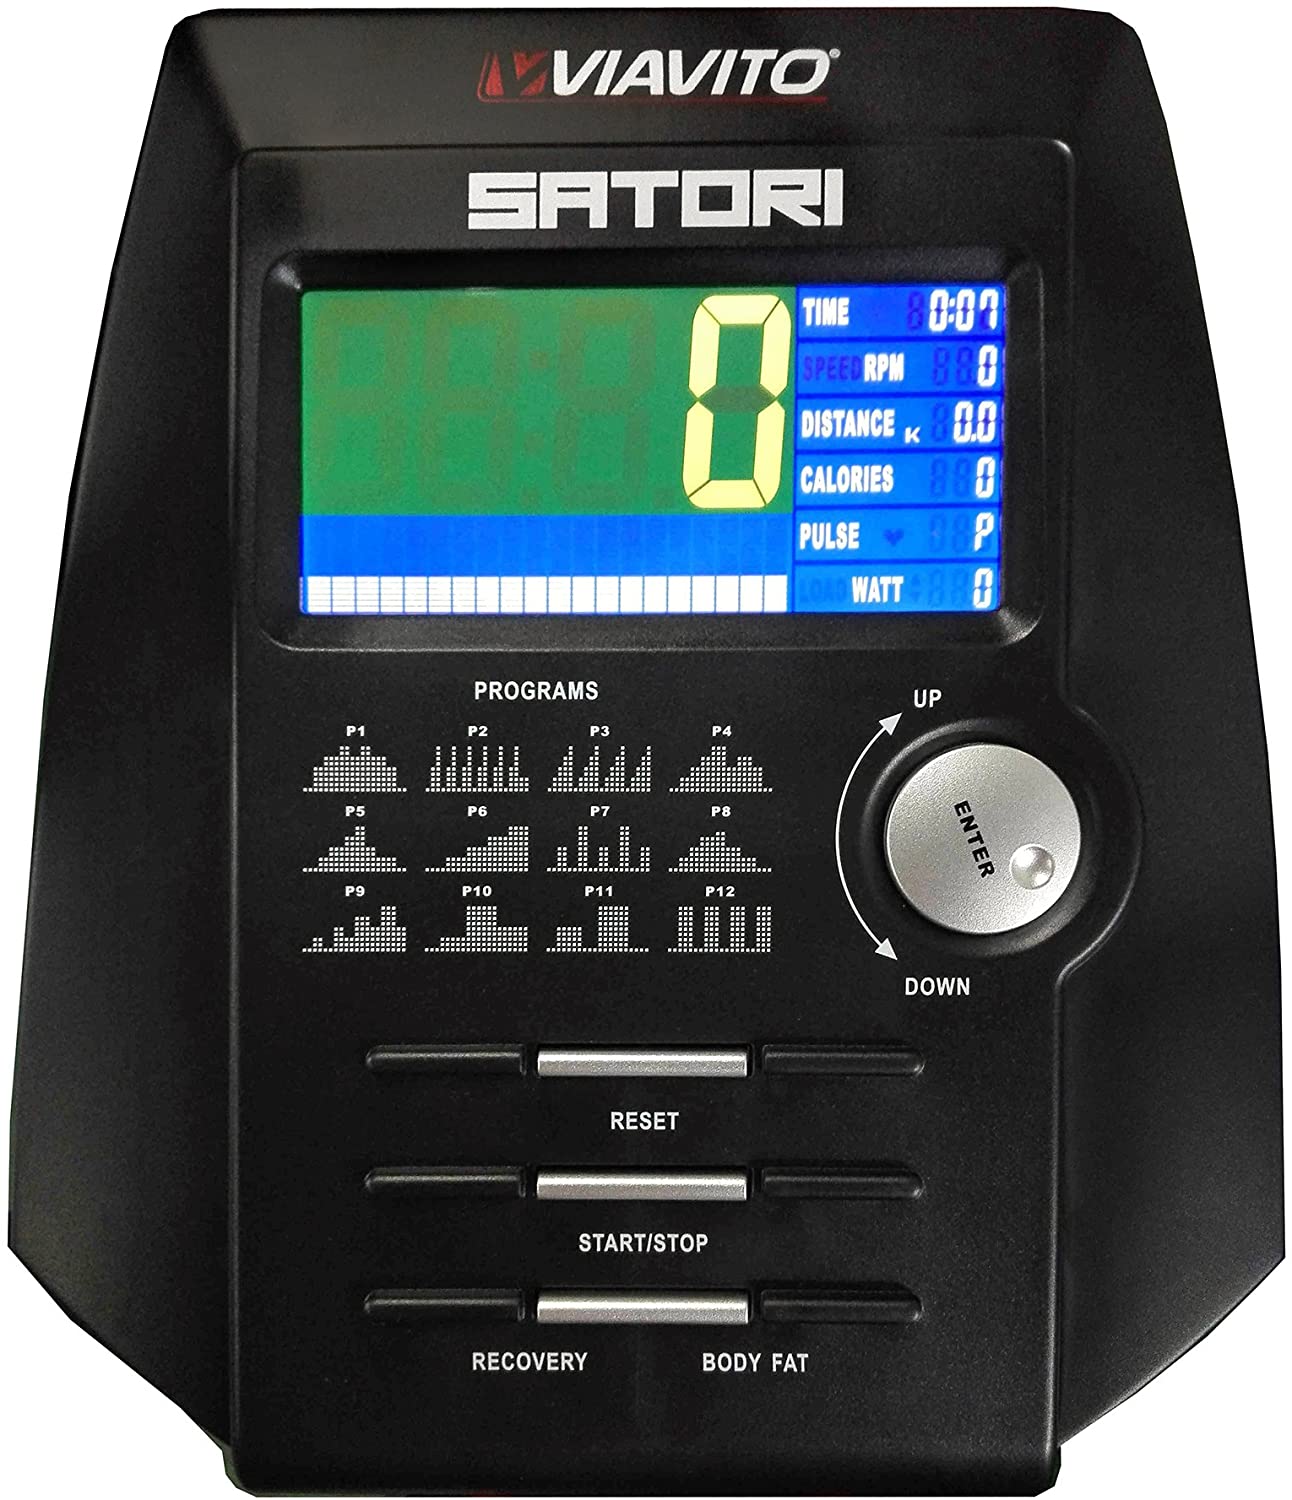 VIAVITO®
SATORI
0
TIME 0:07
SPEED RPM 0
DISTANCE K 0.0
CALORIES 0
PULSE P
LOAD WATT 0
PROGRAMS
P1 P2 P3 P4
P5 P6 P7 P8
P9 P10 P11 P12
UP
ENTER
DOWN
RESET
START/STOP
RECOVERY BODY FAT